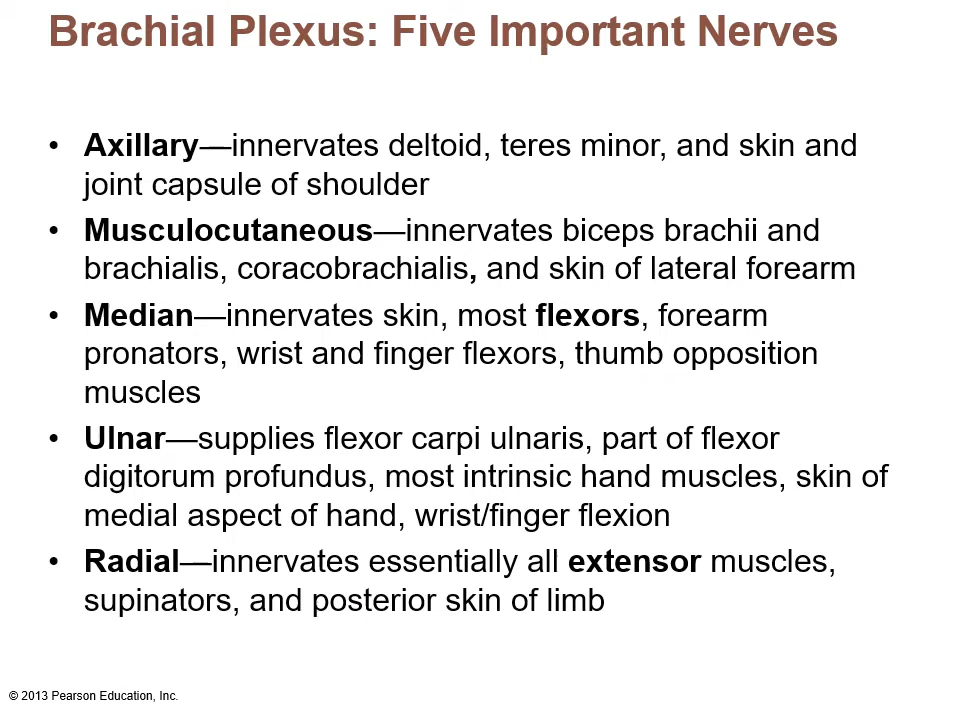 Brachial Plexus: Five Important Nerves
• Axillary—innervates deltoid, teres minor, and skin and
joint capsule of shoulder
• Musculocutaneous—innervates biceps brachii and
brachialis, coracobrachialis, and skin of lateral forearm
• Median—innervates skin, most flexors, forearm
pronators, wrist and finger flexors, thumb opposition
muscles
• Ulnar—supplies flexor carpi ulnaris, part of flexor
digitorum profundus, most intrinsic hand muscles, skin of
medial aspect of hand, wrist/finger flexion
• Radial—innervates essentially all extensor muscles,
supinators, and posterior skin of limb
© 2013 Pearson Education, Inc.